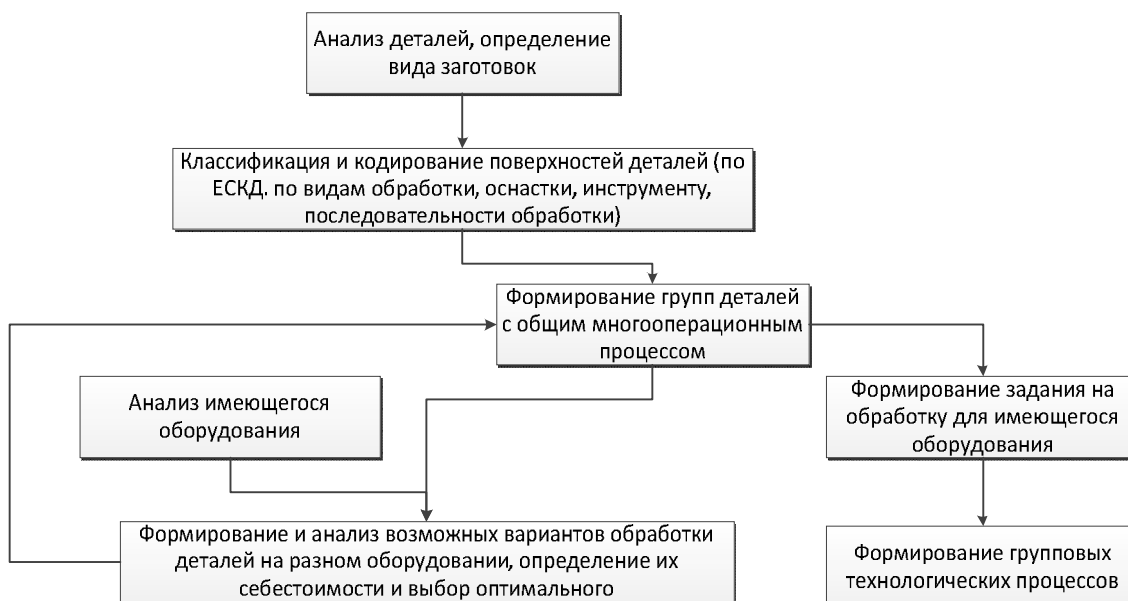 Анализ деталей, определение
вида заготовок
Классификация и кодирование поверхностей деталей (по
ЕСКД. по видам обработки, оснастки, инструменту,
последовательности обработки)
Формирование групп деталей
с общим многооперационным
процессом
Анализ имеющегося
оборудования
Формирование задания на
обработку для имеющегося
оборудования
Формирование и анализ возможных вариантов обработки
деталей на разном оборудовании, определение их
себестоимости и выбор оптимального
Формирование групповых
технологических процессов